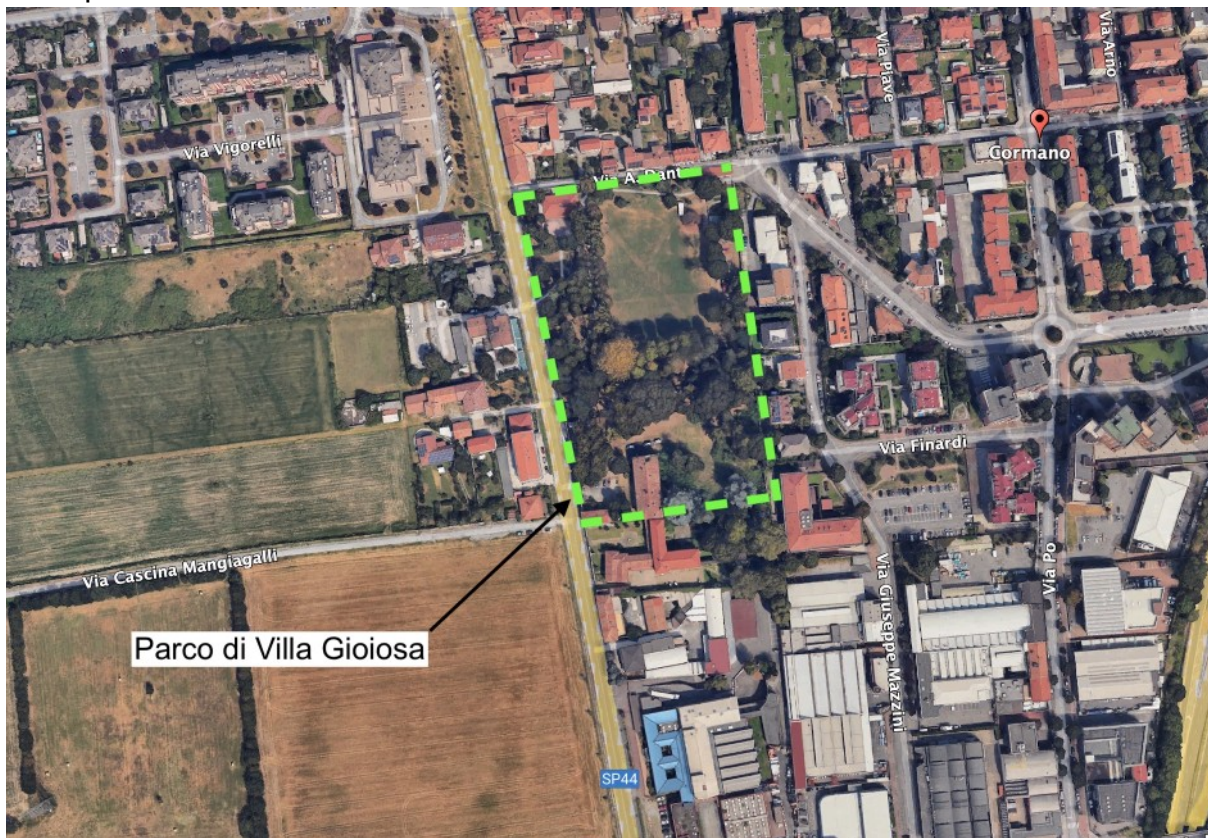 Via Arno
Via Piave
Cormano
Via Vigorelli
Via A. Dant
Via Finardi
Via Cascina Mangiagalli
Via Po
Via Giuseppe Mazzini
Parco di Villa Gioiosa
SP44